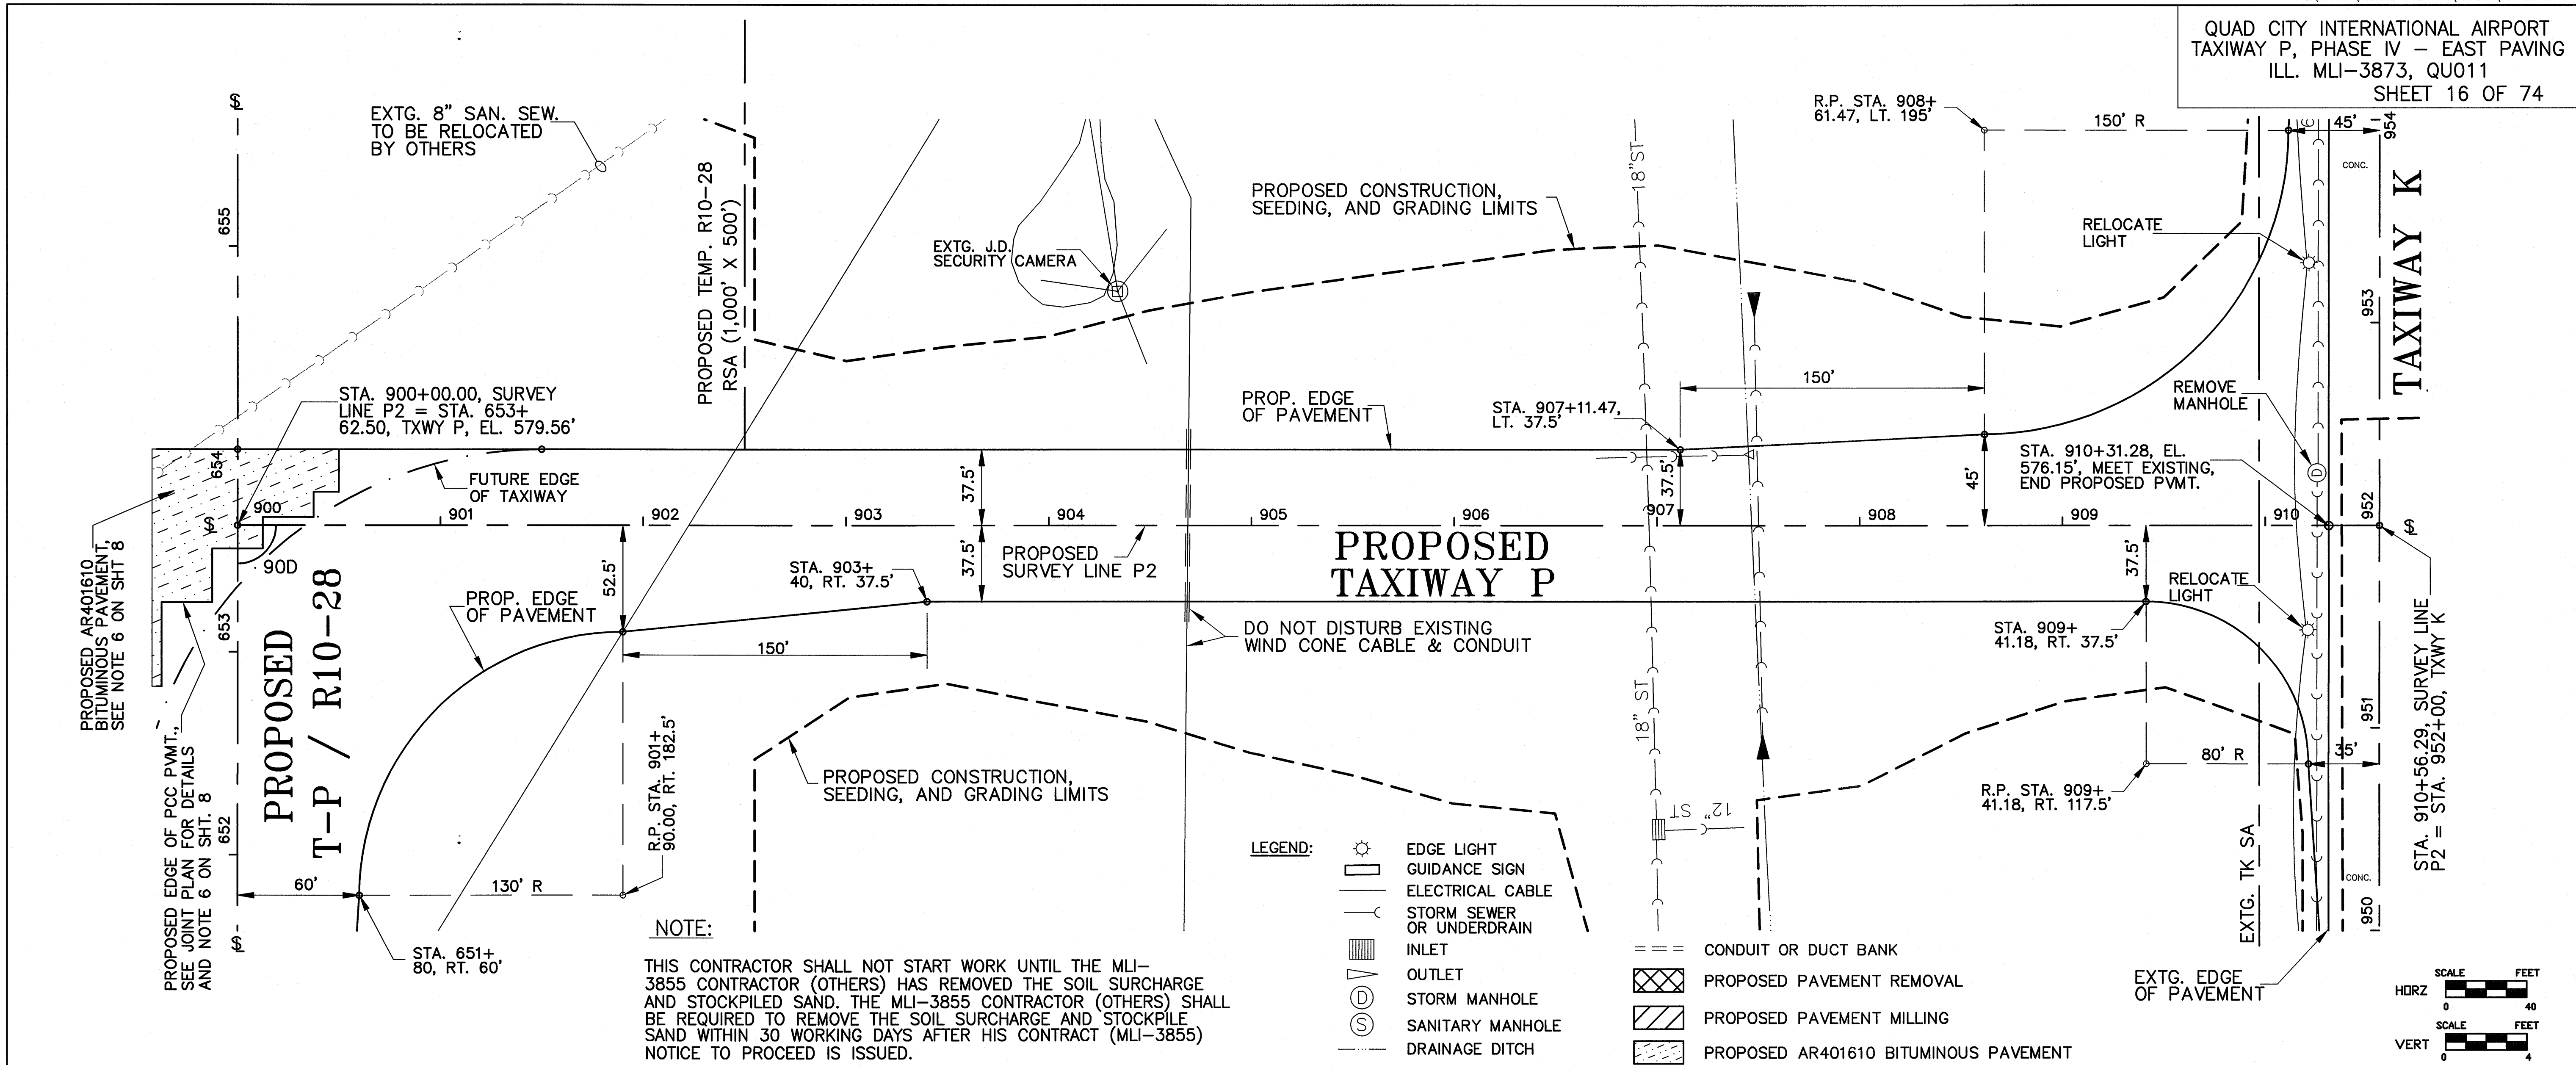 QUAD CITY INTERNATIONAL AIRPORT
TAXIWAY P, PHASE IV – EAST PAVING
ILL. MLI–3873, QU011
SHEET 16 OF 74
EXTG. 8" SAN. SEW.
TO BE RELOCATED
BY OTHERS
655
PROPOSED TEMP. R10–28
RSA (1,000' X 500')
EXTG. J.D.
SECURITY CAMERA
PROPOSED CONSTRUCTION,
SEEDING, AND GRADING LIMITS
18"ST
R.P. STA. 908+
61.47, LT. 195'
150' R
45'
954
CONC.
RELOCATE
LIGHT
953
TAXIWAY K
STA. 900+00.00, SURVEY
LINE P2 = STA. 653+
62.50, TXWY P, EL. 579.56'
654
FUTURE EDGE
OF TAXIWAY
PROP. EDGE
OF PAVEMENT
STA. 907+11.47,
LT. 37.5'
150'
REMOVE
MANHOLE
D
STA. 910+31.28, EL.
576.15', MEET EXISTING,
END PROPOSED PVMT.
37.5'
37.5'
45'
900
901
902
903
904
905
906
907
908
909
910
952
PROPOSED AR401610
BITUMINOUS PAVEMENT,
SEE NOTE 6 ON SHT 8
90D
653
52.5'
37.5'
PROPOSED
SURVEY LINE P2
PROPOSED
TAXIWAY P
37.5'
RELOCATE
LIGHT
PROP. EDGE
OF PAVEMENT
STA. 903+
40, RT. 37.5'
150'
DO NOT DISTURB EXISTING
WIND CONE CABLE & CONDUIT
STA. 909+
41.18, RT. 37.5'
STA. 910+56.29, SURVEY LINE
P2 = STA. 952+00, TXWY K
PROPOSED EDGE OF PCC PVMT.,
SEE JOINT PLAN FOR DETAILS
AND NOTE 6 ON SHT. 8
PROPOSED
T–P / R10–28
652
60'
130' R
R.P. STA. 901+
90.00, RT. 182.5'
PROPOSED CONSTRUCTION,
SEEDING, AND GRADING LIMITS
18" ST
12" ST
80' R
35'
951
R.P. STA. 909+
41.18, RT. 117.5'
EXTG. TK SA
CONC.
950
STA. 651+
80, RT. 60'
EXTG. EDGE
OF PAVEMENT
NOTE:
THIS CONTRACTOR SHALL NOT START WORK UNTIL THE MLI–
3855 CONTRACTOR (OTHERS) HAS REMOVED THE SOIL SURCHARGE
AND STOCKPILED SAND. THE MLI–3855 CONTRACTOR (OTHERS) SHALL
BE REQUIRED TO REMOVE THE SOIL SURCHARGE AND STOCKPILE
SAND WITHIN 30 WORKING DAYS AFTER HIS CONTRACT (MLI–3855)
NOTICE TO PROCEED IS ISSUED.
LEGEND:
EDGE LIGHT
GUIDANCE SIGN
ELECTRICAL CABLE
STORM SEWER
OR UNDERDRAIN
INLET
OUTLET
D STORM MANHOLE
S SANITARY MANHOLE
DRAINAGE DITCH
CONDUIT OR DUCT BANK
PROPOSED PAVEMENT REMOVAL
PROPOSED PAVEMENT MILLING
PROPOSED AR401610 BITUMINOUS PAVEMENT
SCALE FEET
HORZ
0 40
SCALE FEET
VERT
0 4